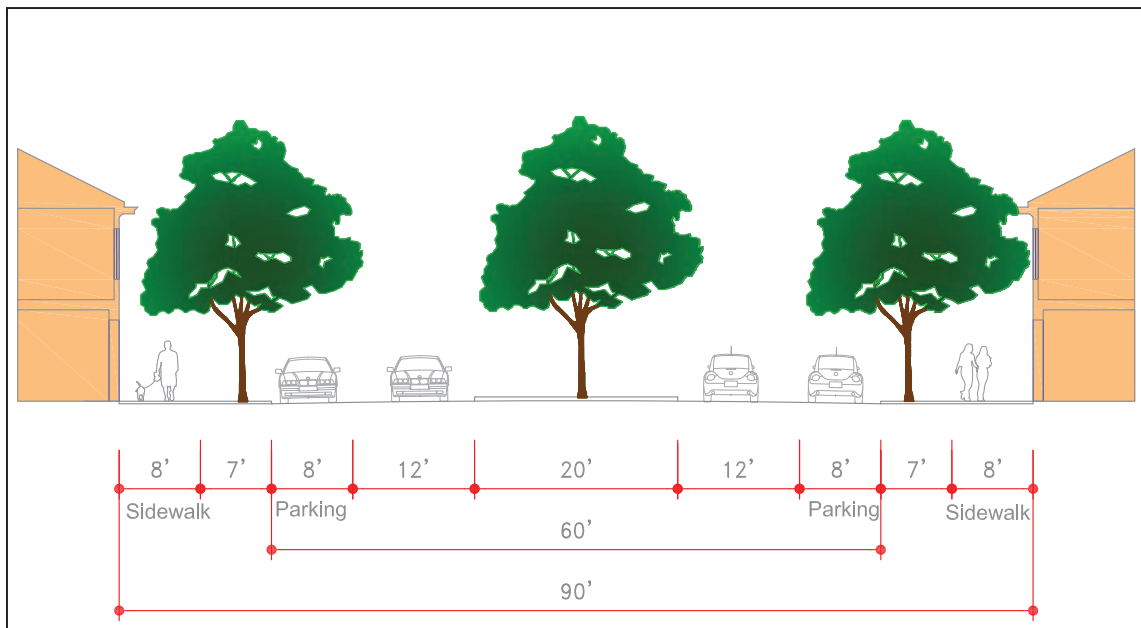 8’ 7’ 8’ 12’ 20’ 12’ 8’ 7’ 8’
Sidewalk Parking Parking Sidewalk
60’
90’